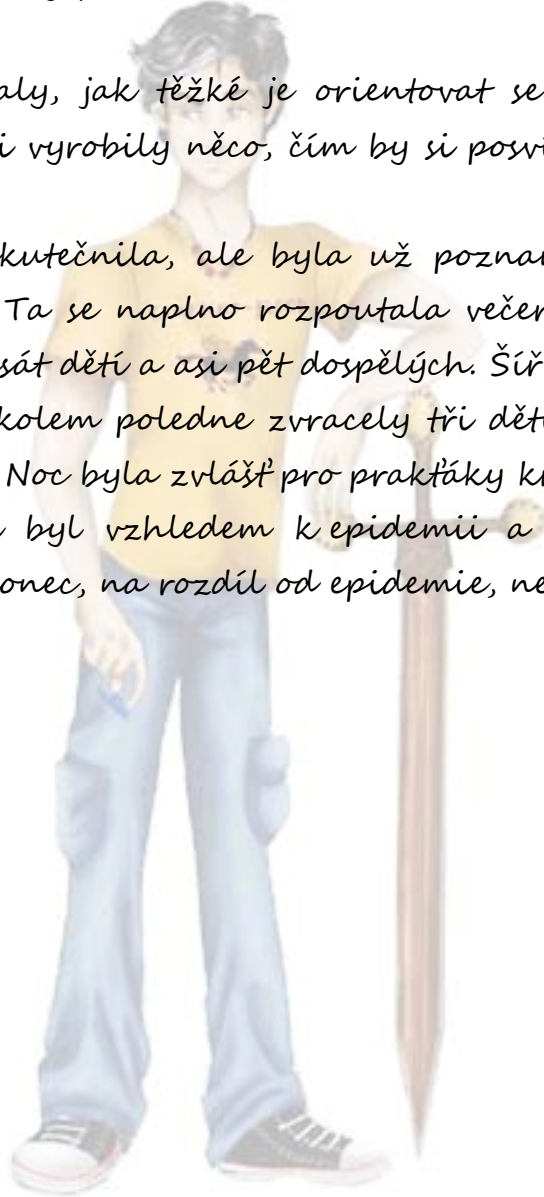 aly, jak těžké je orientovat se
i vyrobily něco, čím by si posví
kutečnila, ale byla už pozna
Ta se naplno rozpoutala večer
sát dětí a asi pět dospělých. Šíř
kolem poledne zvracely tři dět
Noc byla zvlášť pro prakťáky k
byl vzhledem k epidemii a
onec, na rozdíl od epidemie, ne